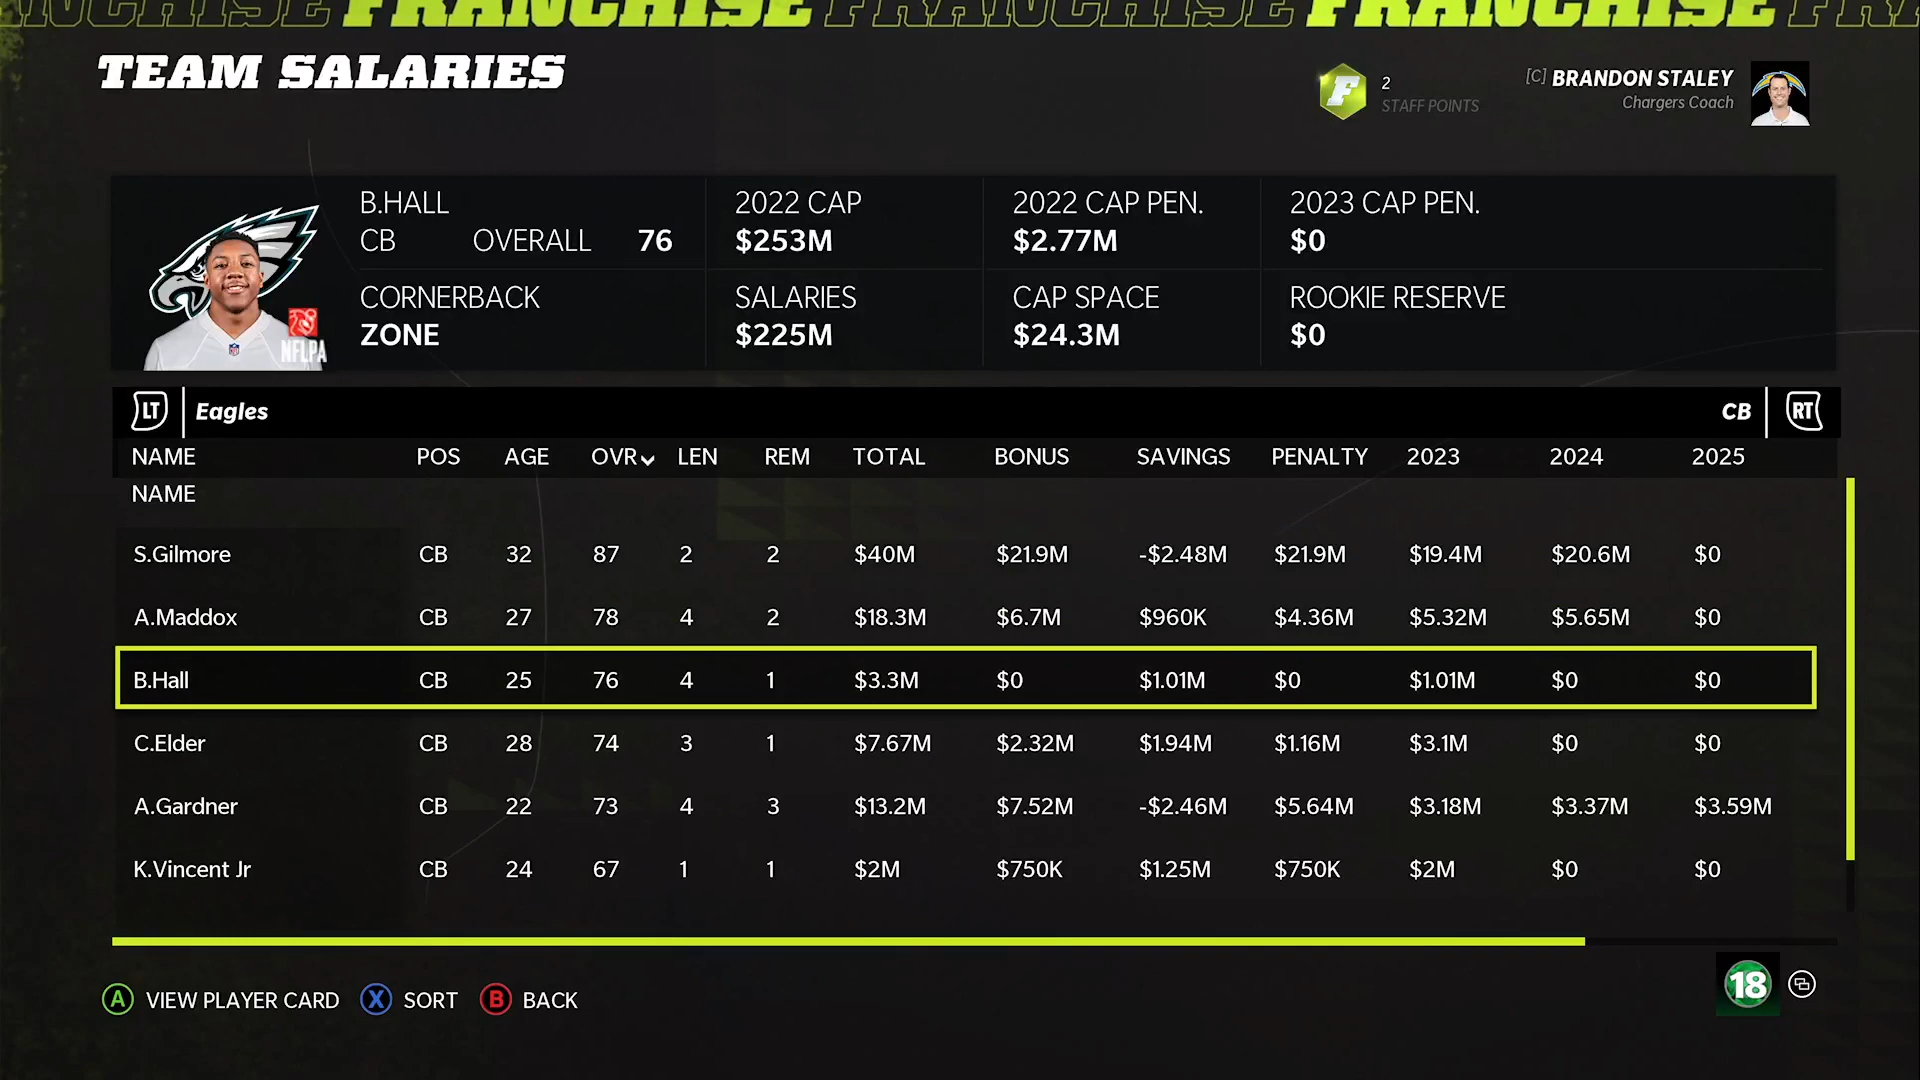 FRANCHISE FRANCHISE FRANCHISE FRANCHISE FRA
TEAM SALARIES
F 2 STAFF POINTS
[C] BRANDON STALEY
Chargers Coach
B.HALL
CB OVERALL 76
CORNERBACK
ZONE
NFLPA
2022 CAP
$253M
2022 CAP PEN.
$2.77M
2023 CAP PEN.
$0
SALARIES
$225M
CAP SPACE
$24.3M
ROOKIE RESERVE
$0
LT Eagles CB RT
NAME POS AGE OVR LEN REM TOTAL BONUS SAVINGS PENALTY 2023 2024 2025
NAME
S.Gilmore CB 32 87 2 2 $40M $21.9M -$2.48M $21.9M $19.4M $20.6M $0
A.Maddox CB 27 78 4 2 $18.3M $6.7M $960K $4.36M $5.32M $5.65M $0
B.Hall CB 25 76 4 1 $3.3M $0 $1.01M $0 $1.01M $0 $0
C.Elder CB 28 74 3 1 $7.67M $2.32M $1.94M $1.16M $3.1M $0 $0
A.Gardner CB 22 73 4 3 $13.2M $7.52M -$2.46M $5.64M $3.18M $3.37M $3.59M
K.Vincent Jr CB 24 67 1 1 $2M $750K $1.25M $750K $2M $0 $0
A VIEW PLAYER CARD X SORT B BACK
18